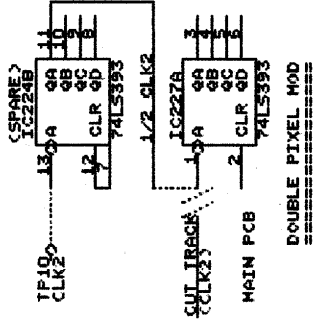 (SPARE)
IC224B
11
10
9
8
QA
QB
QC
QD
A
CLR
13
12
74LS393
TP10
CLK2
1/2 CLK2
IC227A
3
4
5
6
QA
QB
QC
QD
A
CLR
1
2
74LS393
CUT TRACK
(CLK2)
MAIN PCB
DOUBLE PIXEL MOD
================